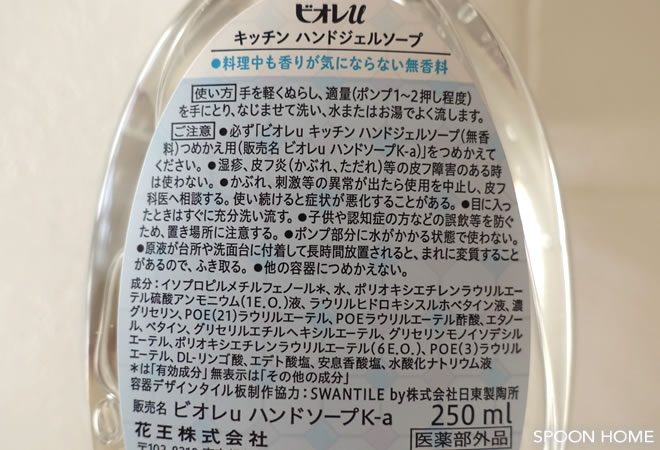 ビオレu
キッチン ハンドジェルソープ
●料理中も香りが気にならない無香料
使い方 手を軽くぬらし、適量(ポンプ1～2押し程度)
を手にとり、なじませて洗い、水またはお湯でよく流します。
ご注意 ●必ず「ビオレu キッチン ハンドジェルソープ(無香
料)つめかえ用(販売名 ビオレu ハンドソープK-a)」をつめかえて
ください。●湿疹、皮ふ炎(かぶれ、ただれ)等の皮ふ障害のある時
は使わない。●かぶれ、刺激等の異常が出たら使用を中止し、皮フ
科医へ相談する。使い続けると症状が悪化することがある。●目に入っ
たときはすぐに充分洗い流す。●子供や認知症の方などの誤飲等を防ぐ
ため、置き場所に注意する。●ポンプ部分に水がかかる状態で使わない。
●原液が台所や洗面台に付着して長時間放置されると、まれに変質すること
があるので、ふき取る。●他の容器につめかえない。
成分:イソプロピルメチルフェノール*、水、ポリオキシエチレンラウリルエー
テル硫酸アンモニウム(1E.O.)液、ラウリルヒドロキシスルホベタイン液、濃
グリセリン、POE(21)ラウリルエーテル、POEラウリルエーテル酢酸、エタノー
ル、ベタイン、グリセリルエチルヘキシルエーテル、グリセリンモノイソデシル
エーテル、ポリオキシエチレンラウリルエーテル(6E.O.)、POE(3)ラウリル
エーテル、DL-リンゴ酸、エデト酸塩、安息香酸塩、水酸化ナトリウム液
*は「有効成分」無表示は「その他の成分」
容器デザインタイル板制作協力:SWANTILE by株式会社日東製陶所
販売名 ビオレu ハンドソープK-a 250 ml
花王株式会社 医薬部外品
SPOON HOME